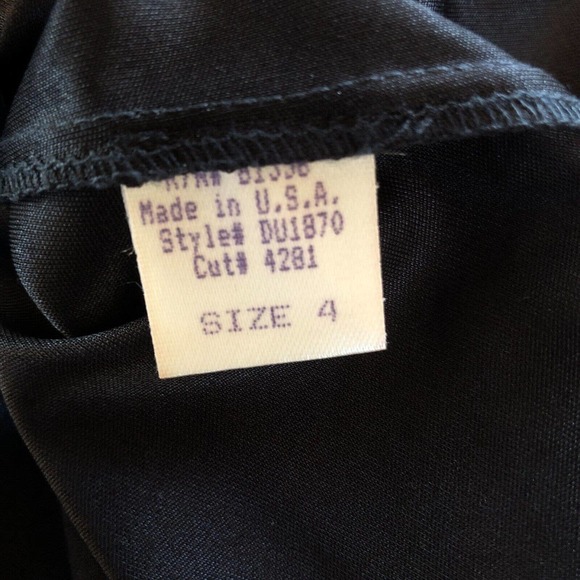 Made in U.S.A.
Style# DU1870
Cut# 4281
SIZE 4